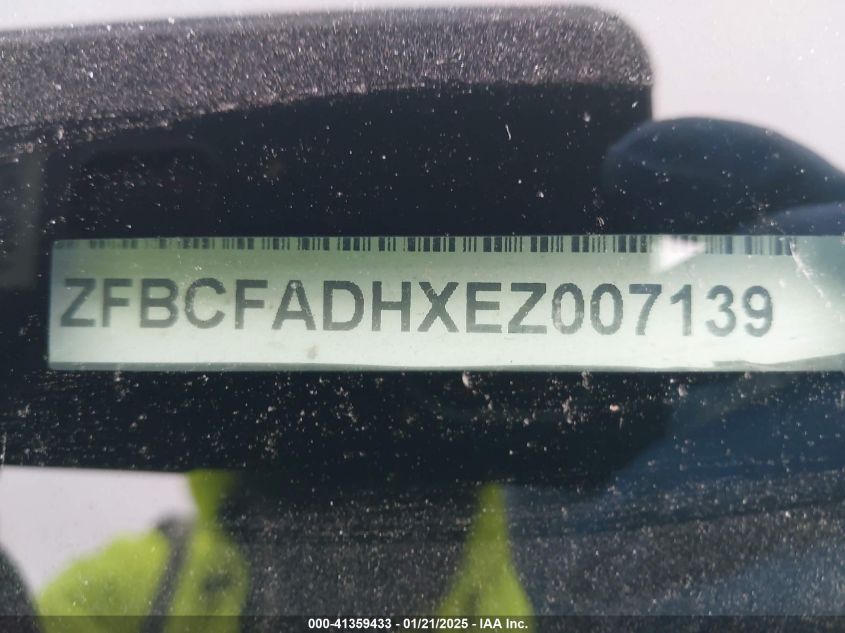 ZFBCFADHXEZ007139
000-41359433 - 01/21/2025 - IAA Inc.